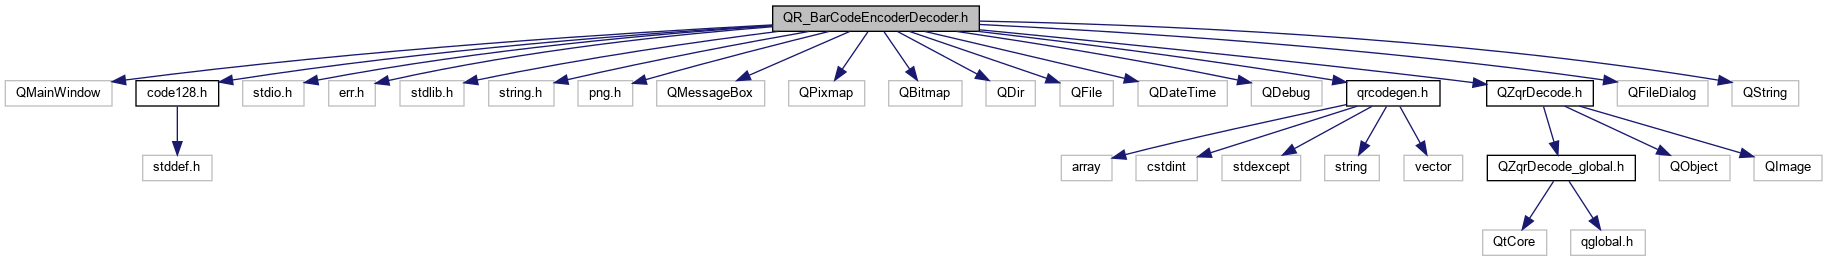 QR_BarCodeEncoderDecoder.h
QMainWindow
code128.h
stdio.h
err.h
stdlib.h
string.h
png.h
QMessageBox
QPixmap
QBitmap
QDir
QFile
QDateTime
QDebug
qrcodegen.h
QZqrDecode.h
QFileDialog
QString
stddef.h
array
cstdint
stdexcept
string
vector
QZqrDecode_global.h
QObject
QImage
QtCore
qglobal.h